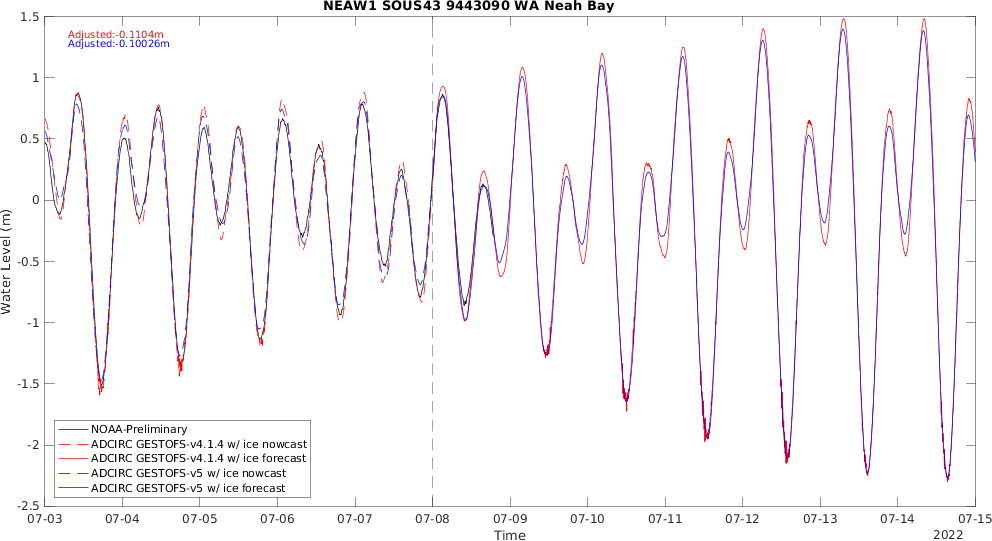 NEAW1 SOUS43 9443090 WA Neah Bay
Adjusted:-0.1104m
Adjusted:-0.10026m
1.5
1
0.5
0
-0.5
-1
-1.5
-2
-2.5
Water Level (m)
NOAA-Preliminary
ADCIRC GESTOFS-v4.1.4 w/ ice nowcast
ADCIRC GESTOFS-v4.1.4 w/ ice forecast
ADCIRC GESTOFS-v5 w/ ice nowcast
ADCIRC GESTOFS-v5 w/ ice forecast
07-03 07-04 07-05 07-06 07-07 07-08 07-09 07-10 07-11 07-12 07-13 07-14 07-15
Time
2022